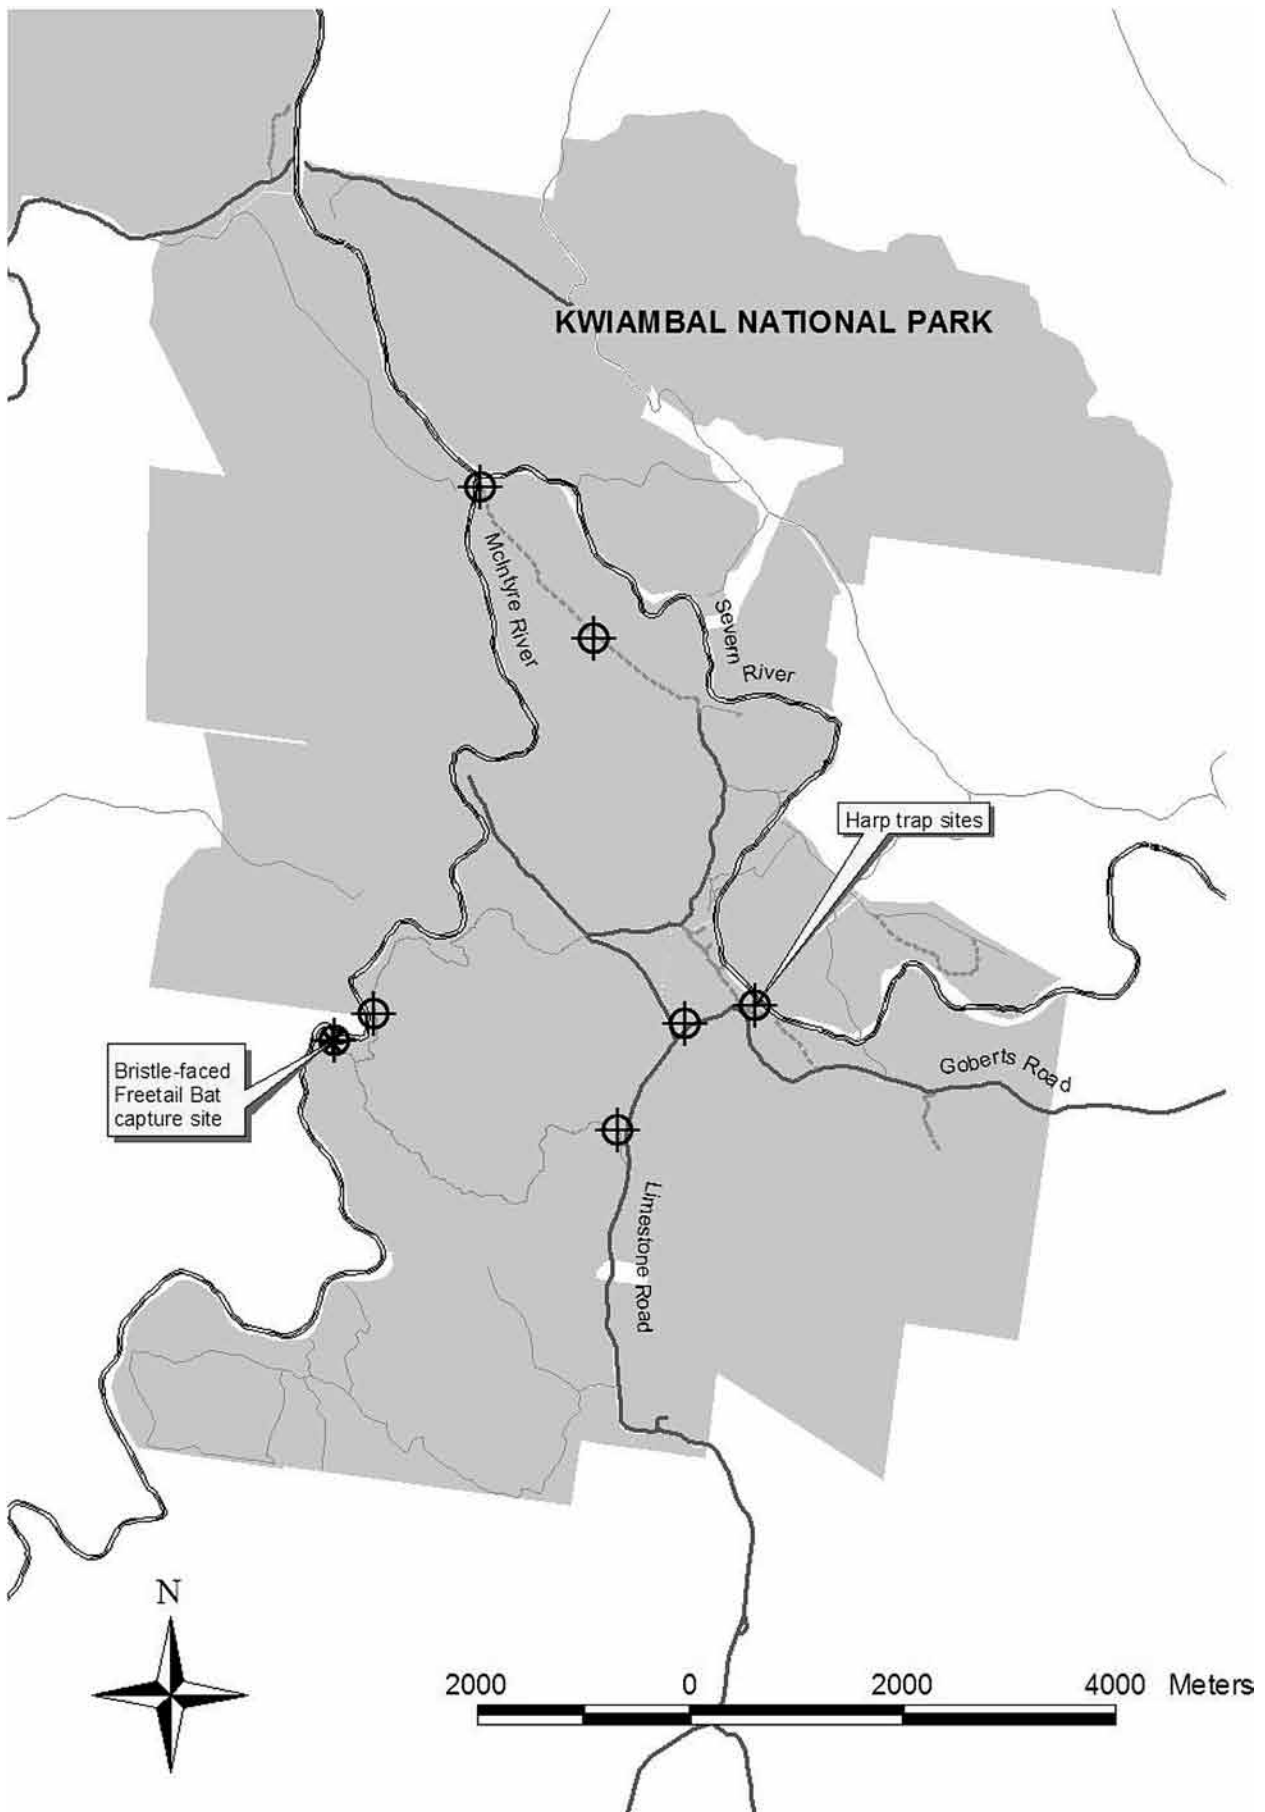 KWIAMBAL NATIONAL PARK
McIntyre River
Severn
River
Harp trap sites
Bristle-faced
Freetail Bat
capture site
Goberts Road
Limestone Road
N
2000 0 2000 4000 Meters